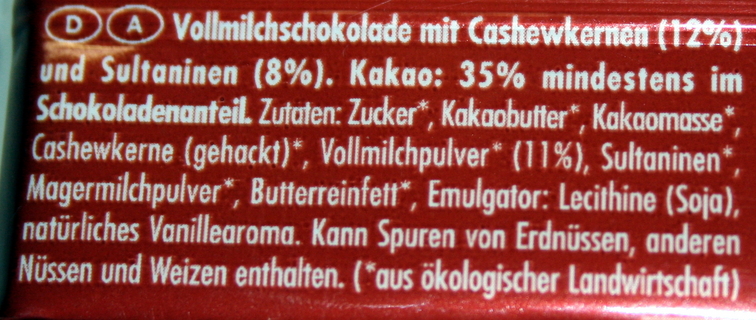 D A Vollmilchschokolade mit Cashewkernen (12%)
und Sultaninen (8%). Kakao: 35% mindestens im
Schokoladenanteil. Zutaten: Zucker*, Kakaobutter*, Kakaomasse*,
Cashewkerne (gehackt)*, Vollmilchpulver* (11%), Sultaninen*,
Magermilchpulver*, Butterreinfett*, Emulgator: Lecithine (Soja),
natürliches Vanillearoma. Kann Spuren von Erdnüssen, anderen
Nüssen und Weizen enthalten. (*aus ökologischer Landwirtschaft)